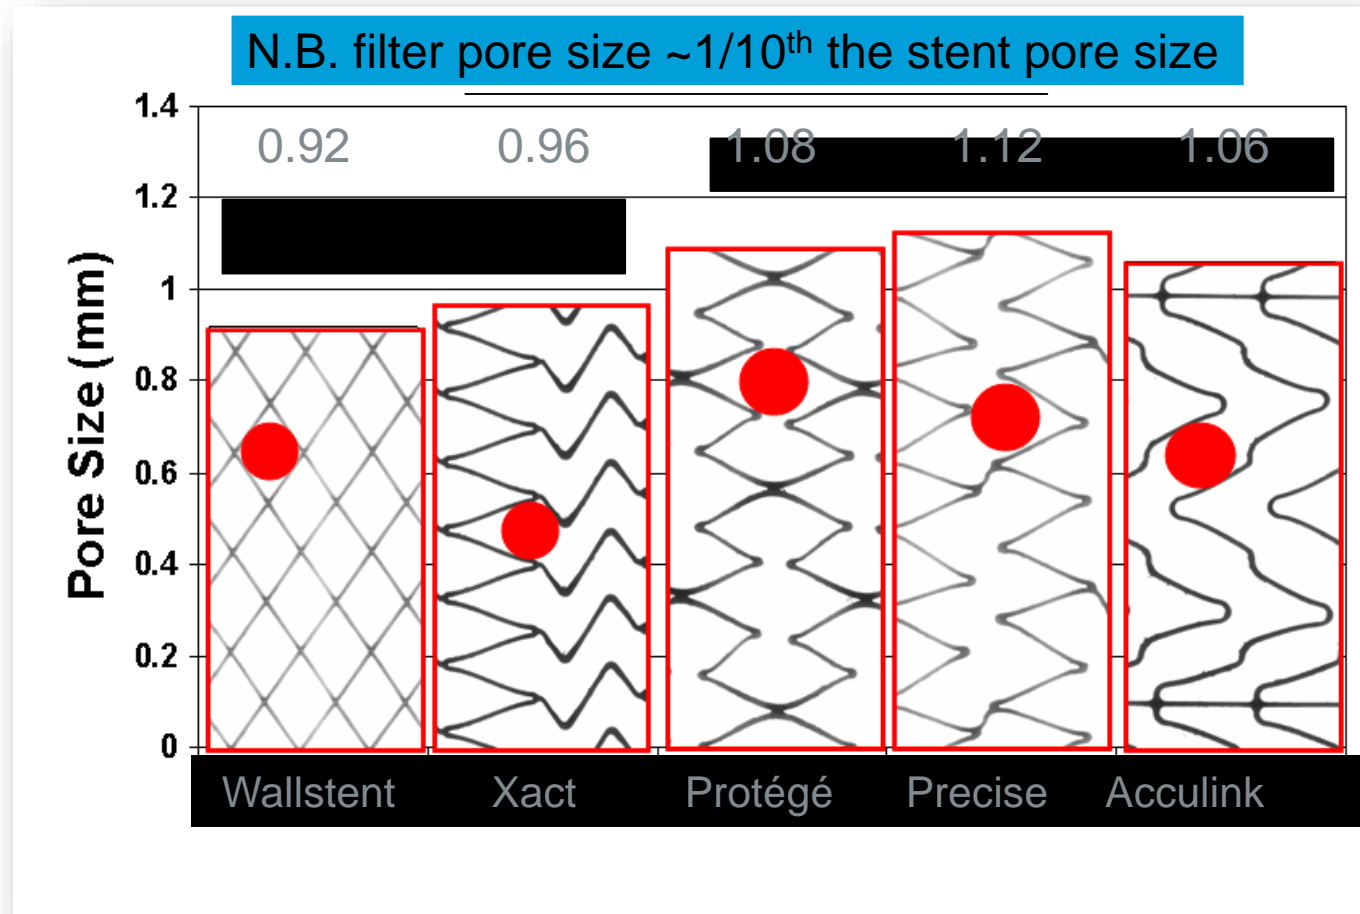 N.B. filter pore size ~1/10th the stent pore size
1.4
0.92 0.96 1.08 1.12 1.06
1.2
1
0.8
0.6
0.4
0.2
0
Pore Size (mm)
Wallstent Xact Protégé Precise Acculink